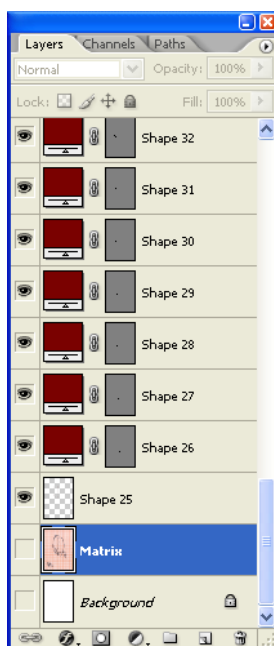 Layers Channels Paths
Normal Opacity: 100%
Lock: Fill: 100%
Shape 32
Shape 31
Shape 30
Shape 29
Shape 28
Shape 27
Shape 26
Shape 25
Matrix
Background